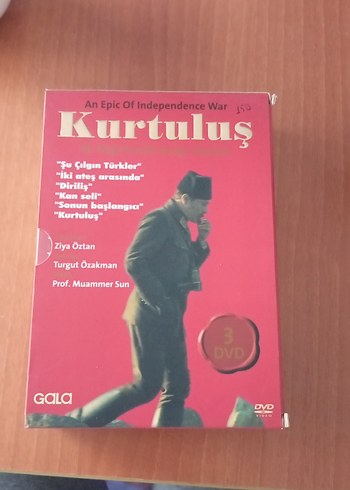 An Epic Of Independence War
Kurtuluş
"Şu Çılgın Türkler"
"İki ateş arasında"
"Diriliş"
"Kan seli"
"Sonun başlangıcı"
"Kurtuluş"
Ziya Öztan
Turgut Özakman
Prof. Muammer Sun
3
DVD
GALA
DVD
VIDEO